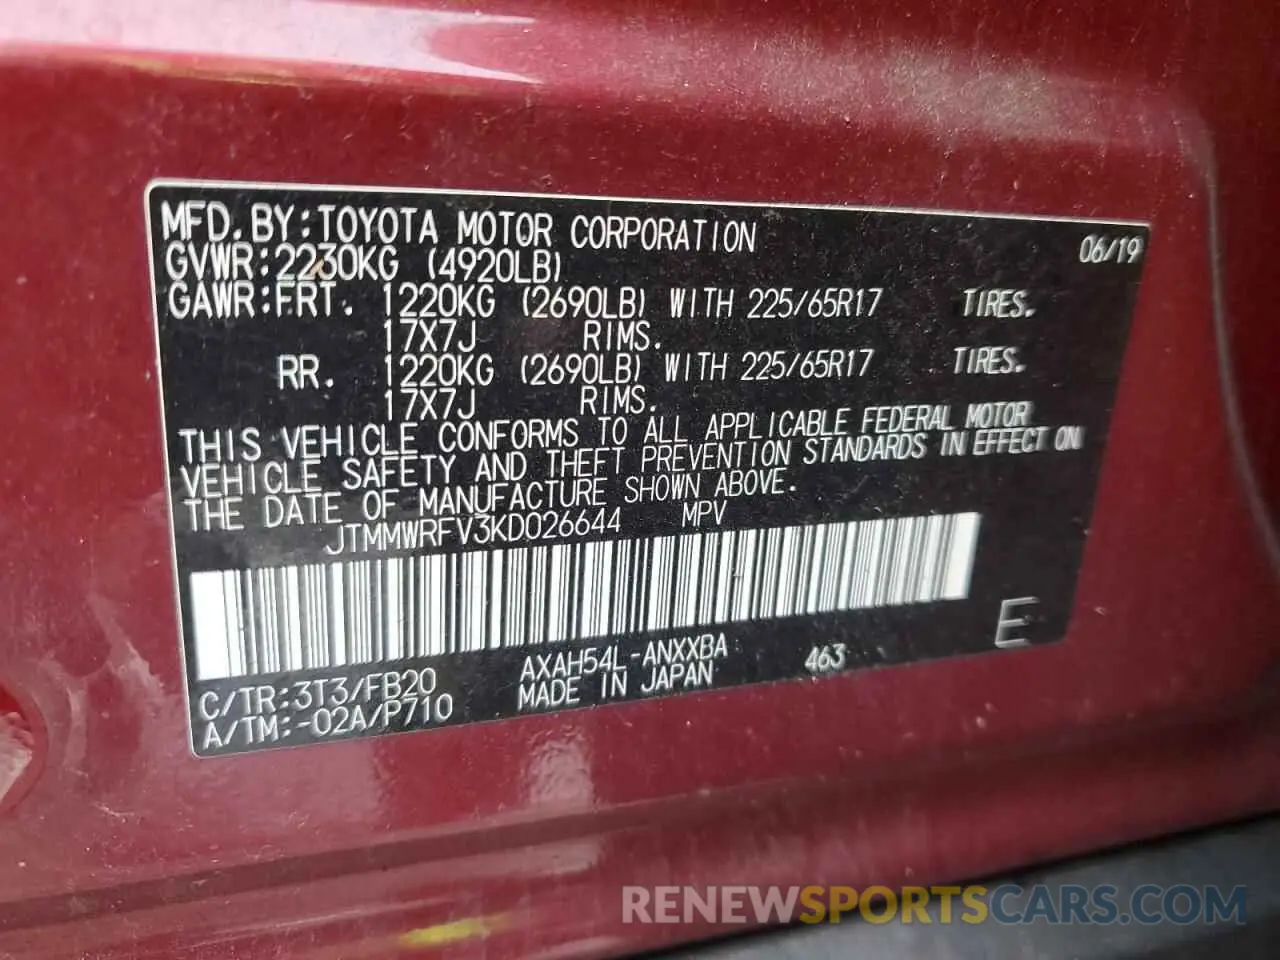 MFD. BY: TOYOTA MOTOR CORPORATION 06/19
GVWR: 2230KG (4920LB)
GAWR: FRT. 1220KG (2690LB) WITH 225/65R17 TIRES.
17X7J RIMS.
RR. 1220KG (2690LB) WITH 225/65R17 TIRES.
17X7J RIMS.
THIS VEHICLE CONFORMS TO ALL APPLICABLE FEDERAL MOTOR
VEHICLE SAFETY AND THEFT PREVENTION STANDARDS IN EFFECT ON
THE DATE OF MANUFACTURE SHOWN ABOVE.
JTMMWRFV3KD026644 MPV
C/TR: 3T3/FB20 AXAH54L-ANXXBA 463 E
A/TM: -02A/P710 MADE IN JAPAN
RENEWSPORTSCARS.COM